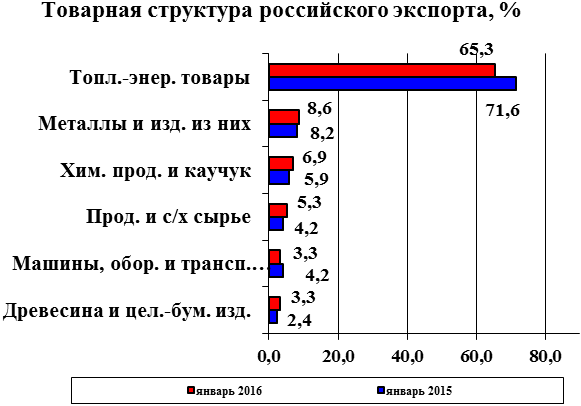 Товарная структура российского экспорта, %
65,3
Топл.-энер. товары
71,6
8,6
Металлы и изд. из них
8,2
6,9
Хим. прод. и каучук
5,9
5,3
Прод. и с/х сырье
4,2
3,3
Машины, обор. и трансп.…
4,2
3,3
Древесина и цел.-бум. изд.
2,4
0,0 20,0 40,0 60,0 80,0
январь 2016 январь 2015